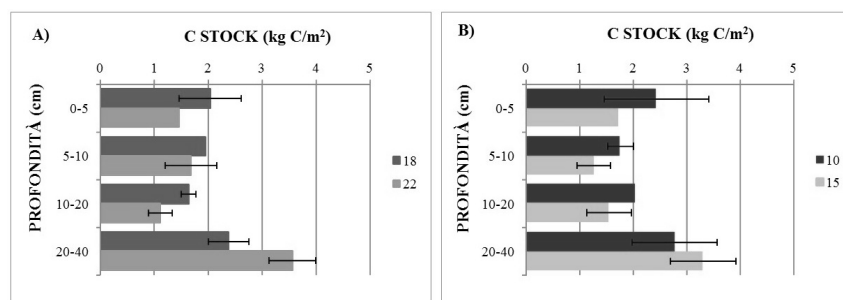 A)
C STOCK (kg C/m²)
0 1 2 3 4 5
PROFONDITÀ (cm)
0-5
5-10
10-20
20-40
18
22
B)
C STOCK (kg C/m²)
0 1 2 3 4 5
PROFONDITÀ (cm)
0-5
5-10
10-20
20-40
10
15